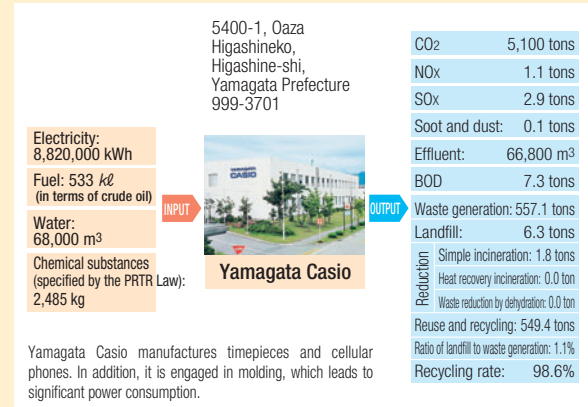 5400-1, Oaza
Higashineko,
Higashine-shi,
Yamagata Prefecture
999-3701
Electricity:
8,820,000 kWh
Fuel: 533 kℓ
(in terms of crude oil)
Water:
68,000 m3
Chemical substances
(specified by the PRTR Law):
2,485 kg
INPUT
YAMAGATA
CASIO
Yamagata Casio
OUTPUT
CO2 5,100 tons
NOx 1.1 tons
SOx 2.9 tons
Soot and dust: 0.1 tons
Effluent: 66,800 m3
BOD 7.3 tons
Waste generation: 557.1 tons
Landfill: 6.3 tons
Reduction
Simple incineration: 1.8 tons
Heat recovery incineration: 0.0 ton
Waste reduction by dehydration: 0.0 ton
Reuse and recycling: 549.4 tons
Ratio of landfill to waste generation: 1.1%
Recycling rate: 98.6%
Yamagata Casio manufactures timepieces and cellular
phones. In addition, it is engaged in molding, which leads to
significant power consumption.